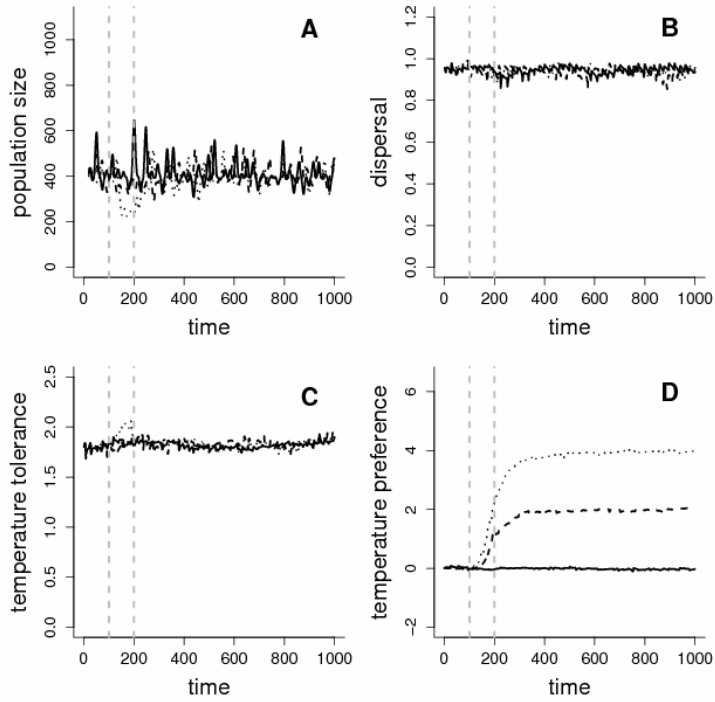 A
population size
0 200 400 600 800 1000
0 200 400 600 800 1000
time
B
dispersal
0.0 0.2 0.4 0.6 0.8 1.0 1.2
0 200 400 600 800 1000
time
C
temperature tolerance
0.0 0.5 1.0 1.5 2.0 2.5
0 200 400 600 800 1000
time
D
temperature preference
-2 0 2 4 6
0 200 400 600 800 1000
time